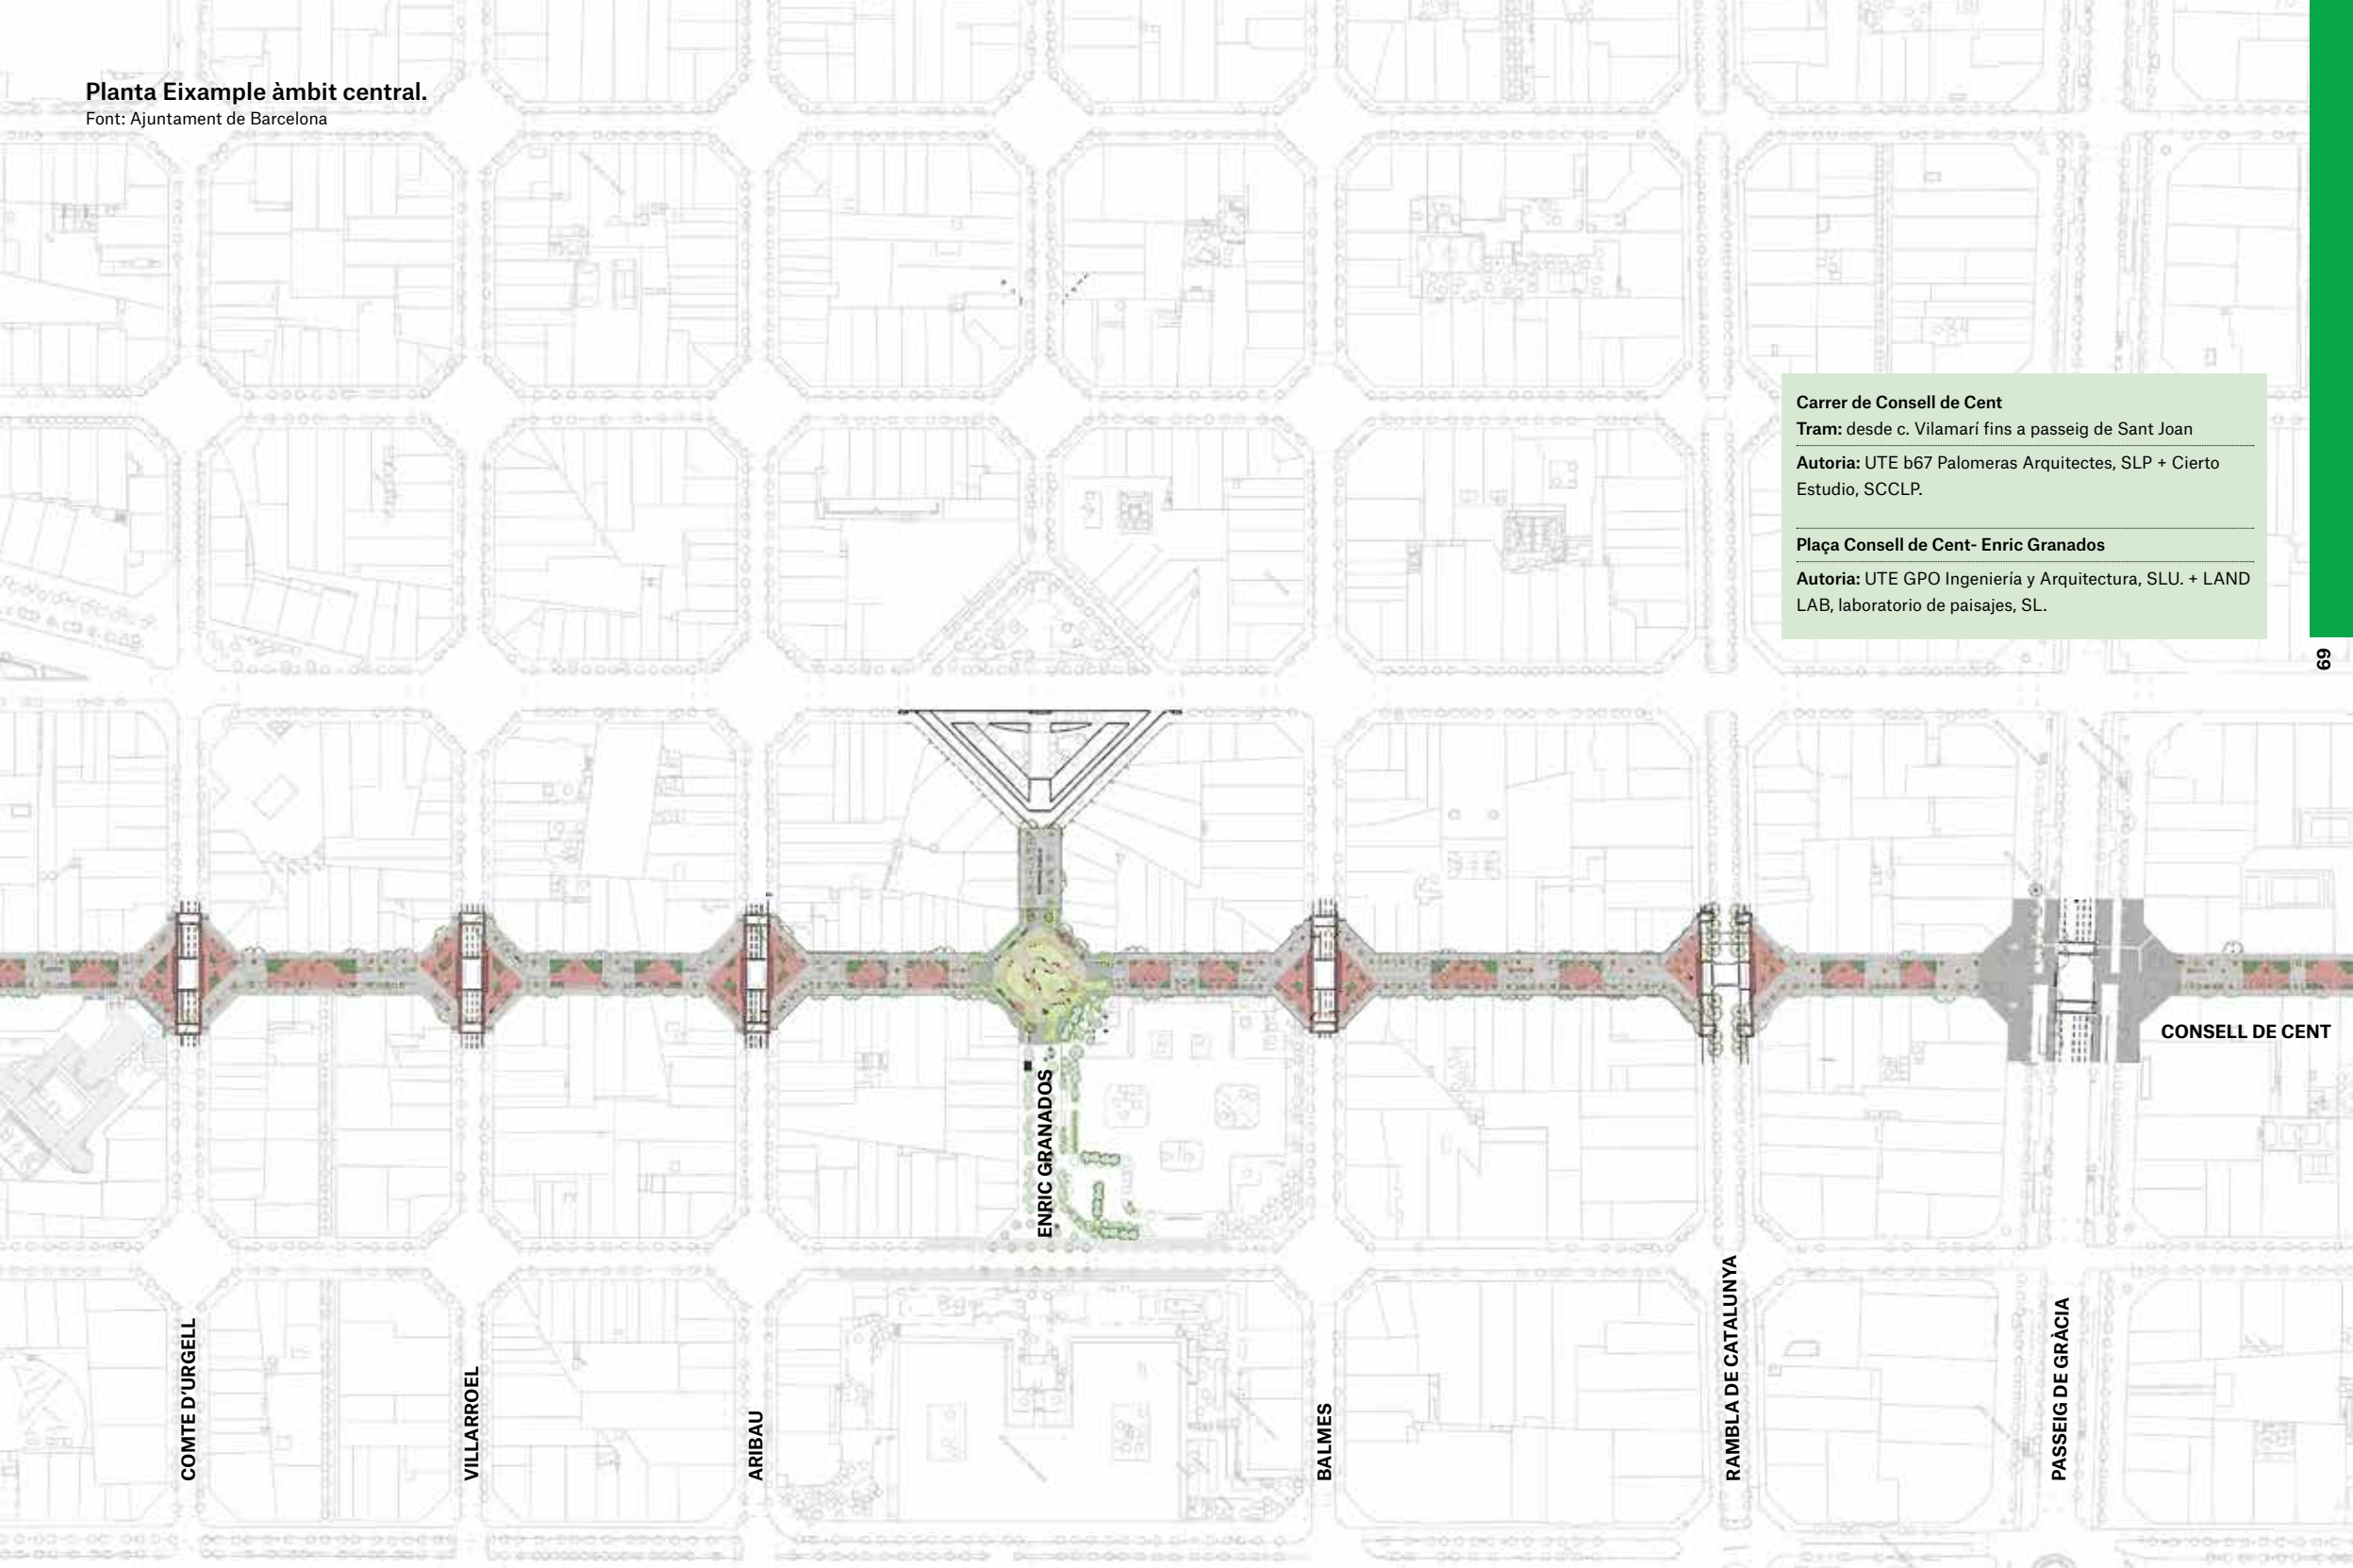 Planta Eixample àmbit central.
Font: Ajuntament de Barcelona
Carrer de Consell de Cent
Tram: desde c. Vilamarí fins a passeig de Sant Joan
Autoria: UTE b67 Palomeras Arquitectes, SLP + Cierto
Estudio, SCCLP.
Plaça Consell de Cent- Enric Granados
Autoria: UTE GPO Ingeniería y Arquitectura, SLU. + LAND
LAB, laboratorio de paisajes, SL.
69
CONSELL DE CENT
ENRIC GRANADOS
COMTE D'URGELL
VILLARROEL
ARIBAU
BALMES
RAMBLA DE CATALUNYA
PASSEIG DE GRÀCIA